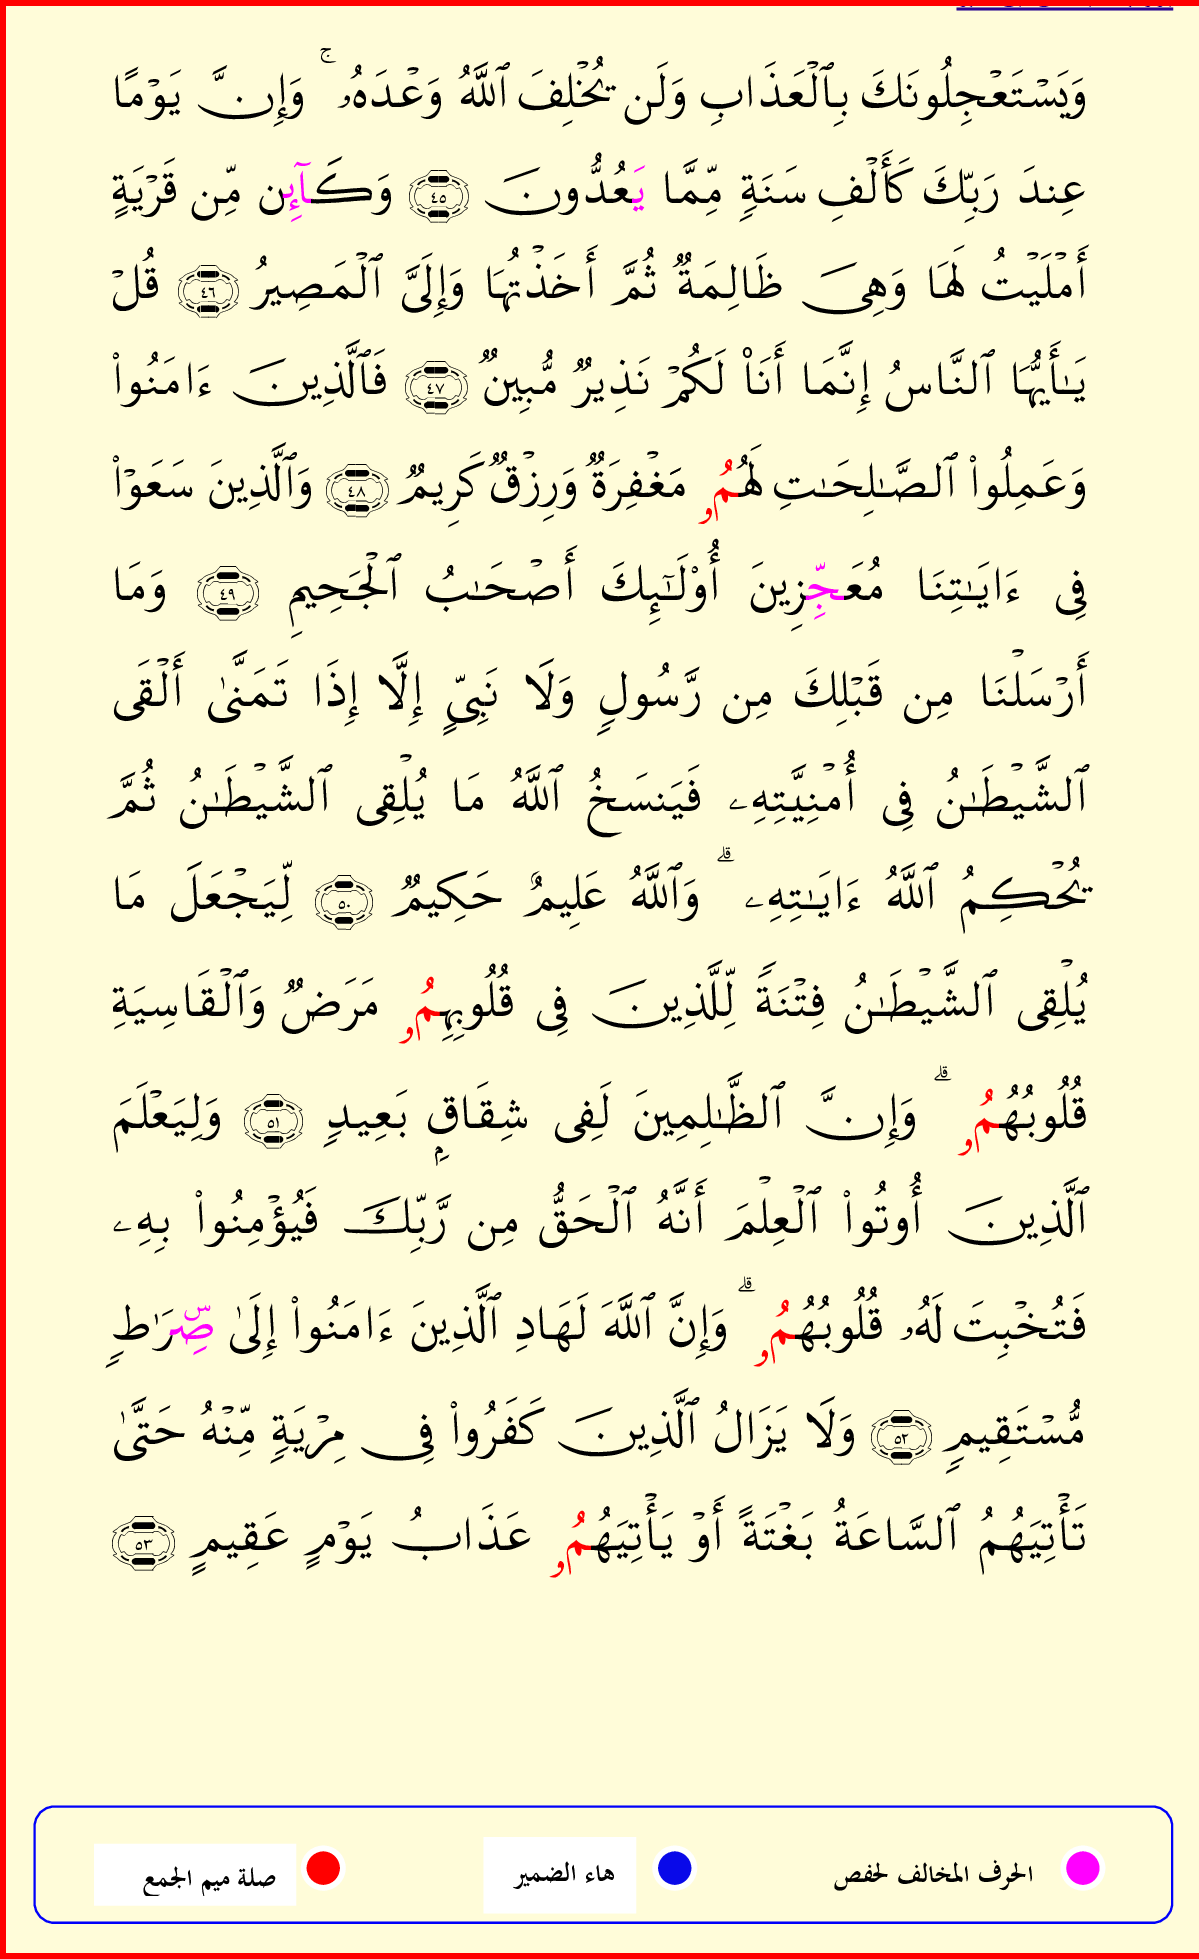 وَيَسْتَعْجِلُونَكَ بِٱلْعَذَابِ وَلَن يُخْلِفَ ٱللَّهُ وَعْدَهُۥ ۚ وَإِنَّ يَوْمًا
عِندَ رَبِّكَ كَأَلْفِ سَنَةٍ مِّمَّا يَعُدُّونَ ٤٥ وَكَآئِن مِّن قَرْيَةٍ
أَمْلَيْتُ لَهَا وَهِىَ ظَالِمَةٌ ثُمَّ أَخَذْتُهَا وَإِلَىَّ ٱلْمَصِيرُ ٤٦ قُلْ
يَـٰٓأَيُّهَا ٱلنَّاسُ إِنَّمَا أَنَا۠ لَكُمْ نَذِيرٌ مُّبِينٌ ٤٧ فَٱلَّذِينَ ءَامَنُوا۟
وَعَمِلُوا۟ ٱلصَّـٰلِحَـٰتِ لَهُمُۥ مَغْفِرَةٌ وَرِزْقٌ كَرِيمٌ ٤٨ وَٱلَّذِينَ سَعَوْا۟
فِى ءَايَـٰتِنَا مُعَجِّزِينَ أُو۟لَـٰٓئِكَ أَصْحَـٰبُ ٱلْجَحِيمِ ٤٩ وَمَا
أَرْسَلْنَا مِن قَبْلِكَ مِن رَّسُولٍ وَلَا نَبِىٍّ إِلَّا إِذَا تَمَنَّىٰ أَلْقَى
ٱلشَّيْطَـٰنُ فِى أُمْنِيَّتِهِۦ فَيَنسَخُ ٱللَّهُ مَا يُلْقِى ٱلشَّيْطَـٰنُ ثُمَّ
يُحْكِمُ ٱللَّهُ ءَايَـٰتِهِۦ ۗ وَٱللَّهُ عَلِيمٌ حَكِيمٌ ٥٠ لِّيَجْعَلَ مَا
يُلْقِى ٱلشَّيْطَـٰنُ فِتْنَةً لِّلَّذِينَ فِى قُلُوبِهِمُۥ مَرَضٌ وَٱلْقَاسِيَةِ
قُلُوبُهُمُۥ ۗ وَإِنَّ ٱلظَّـٰلِمِينَ لَفِى شِقَاقٍۭ بَعِيدٍ ٥١ وَلِيَعْلَمَ
ٱلَّذِينَ أُوتُوا۟ ٱلْعِلْمَ أَنَّهُ ٱلْحَقُّ مِن رَّبِّكَ فَيُؤْمِنُوا۟ بِهِۦ
فَتُخْبِتَ لَهُۥ قُلُوبُهُمُۥ ۗ وَإِنَّ ٱللَّهَ لَهَادِ ٱلَّذِينَ ءَامَنُوا۟ إِلَىٰ صِّۜرَٰطٍ
مُّسْتَقِيمٍ ٥٢ وَلَا يَزَالُ ٱلَّذِينَ كَفَرُوا۟ فِى مِرْيَةٍ مِّنْهُ حَتَّىٰ
تَأْتِيَهُمُ ٱلسَّاعَةُ بَغْتَةً أَوْ يَأْتِيَهُمُۥ عَذَابُ يَوْمٍ عَقِيمٍ ٥٣
الحرف المخالف لحفص هاء الضمير صلة ميم الجمع